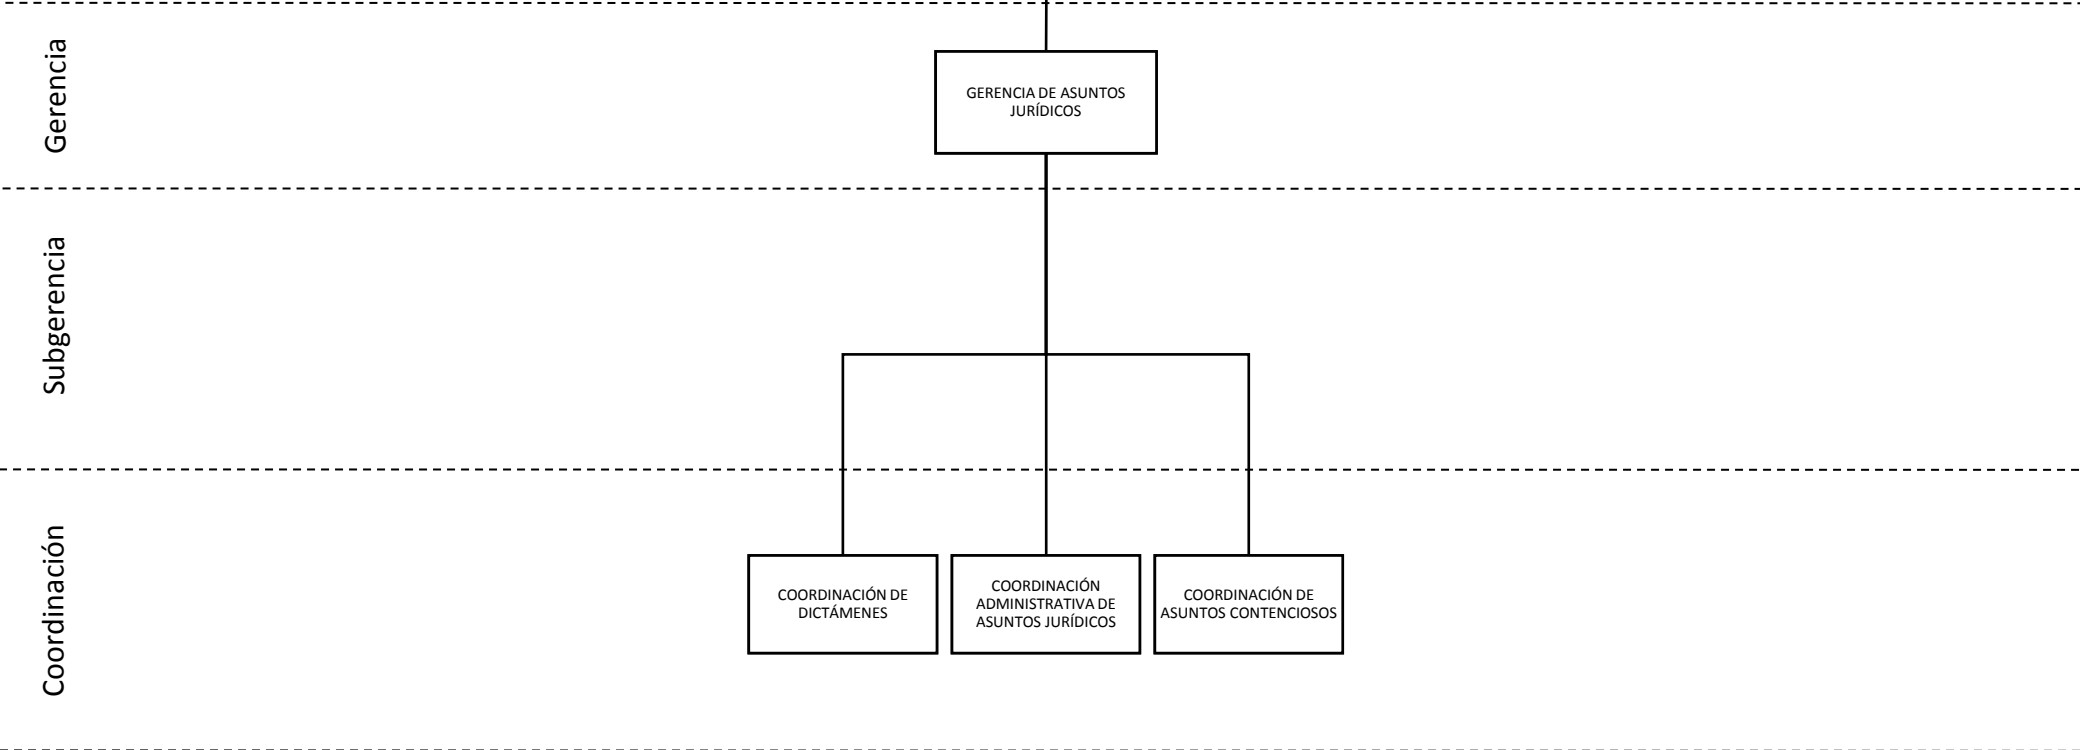 Gerencia
GERENCIA DE ASUNTOS
JURÍDICOS
Subgerencia
Coordinación
COORDINACIÓN DE
DICTÁMENES
COORDINACIÓN
ADMINISTRATIVA DE
ASUNTOS JURÍDICOS
COORDINACIÓN DE
ASUNTOS CONTENCIOSOS